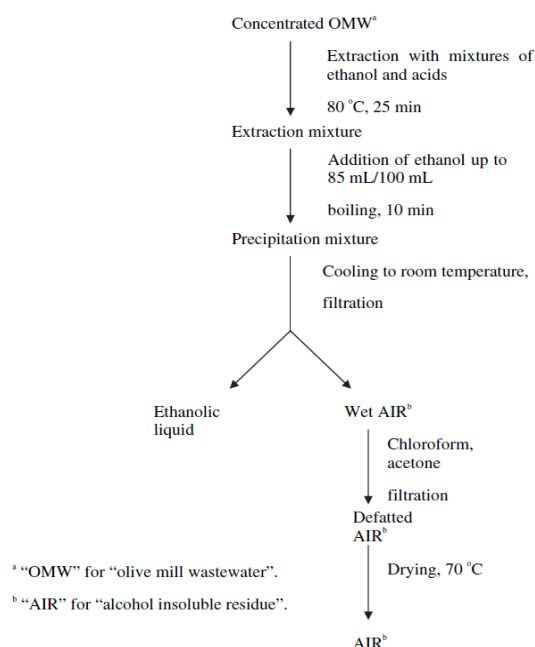 Concentrated OMWᵃ
Extraction with mixtures of
ethanol and acids
80 °C, 25 min
Extraction mixture
Addition of ethanol up to
85 mL/100 mL
boiling, 10 min
Precipitation mixture
Cooling to room temperature,
filtration
Ethanolic
liquid
Wet AIRᵇ
Chloroform,
acetone
filtration
Defatted
AIRᵇ
Drying, 70 °C
ᵃ “OMW” for “olive mill wastewater”.
ᵇ “AIR” for “alcohol insoluble residue”.
AIRᵇ